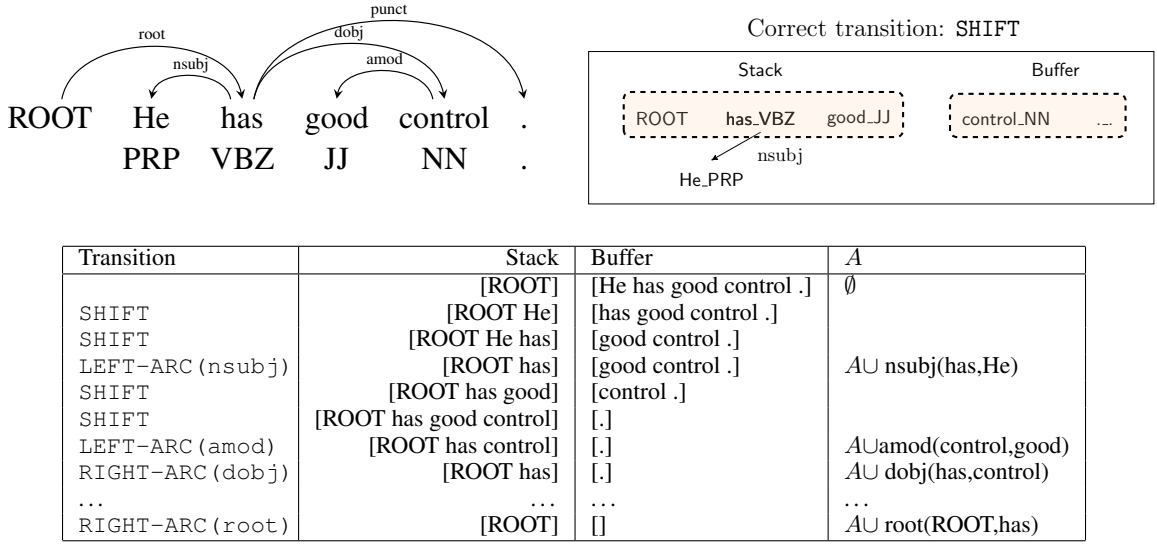 punct
root
dobj
nsubj
amod
ROOT He has good control .
PRP VBZ JJ NN .
Correct transition: SHIFT
Stack Buffer
ROOT has_VBZ good_JJ control_NN ._.
nsubj
He_PRP
Transition Stack Buffer A
[ROOT] [He has good control .] ∅
SHIFT [ROOT He] [has good control .]
SHIFT [ROOT He has] [good control .]
LEFT-ARC(nsubj) [ROOT has] [good control .] A∪ nsubj(has,He)
SHIFT [ROOT has good] [control .]
SHIFT [ROOT has good control] [.]
LEFT-ARC(amod) [ROOT has control] [.] A∪amod(control,good)
RIGHT-ARC(dobj) [ROOT has] [.] A∪ dobj(has,control)
... ... ... ...
RIGHT-ARC(root) [ROOT] [] A∪ root(ROOT,has)